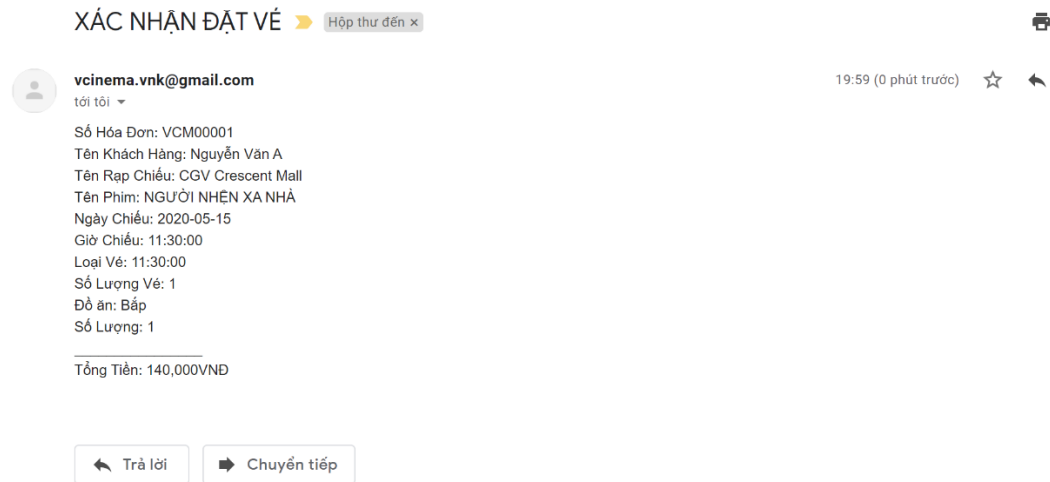 XÁC NHẬN ĐẶT VÉ Hộp thư đến ×
vcinema.vnk@gmail.com 19:59 (0 phút trước)
tới tôi
Số Hóa Đơn: VCM00001
Tên Khách Hàng: Nguyễn Văn A
Tên Rạp Chiếu: CGV Crescent Mall
Tên Phim: NGƯỜI NHỆN XA NHÀ
Ngày Chiếu: 2020-05-15
Giờ Chiếu: 11:30:00
Loại Vé: 11:30:00
Số Lượng Vé: 1
Đồ ăn: Bắp
Số Lượng: 1
Tổng Tiền: 140,000VNĐ
Trả lời Chuyển tiếp